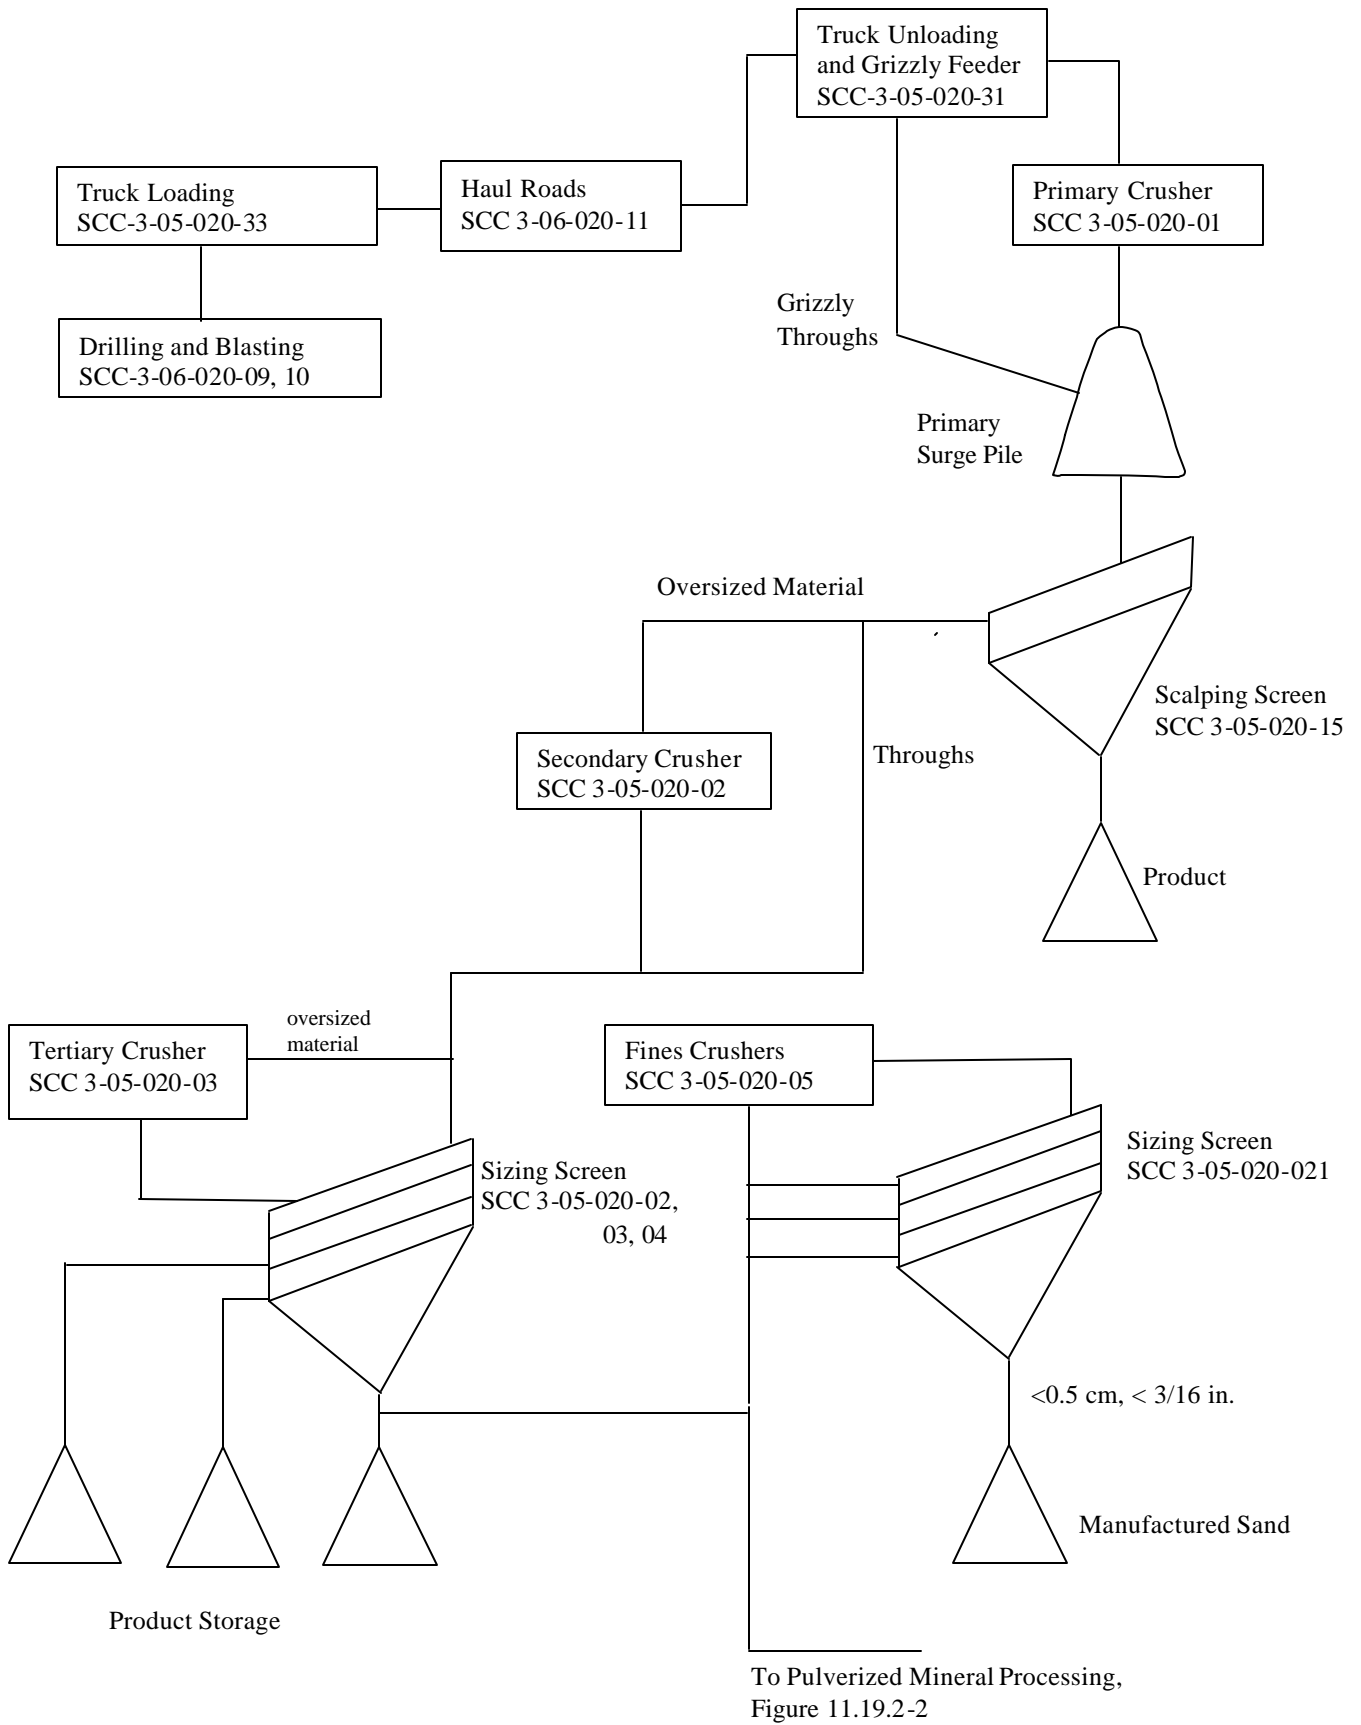 Truck Unloading
and Grizzly Feeder
SCC-3-05-020-31
Truck Loading
SCC-3-05-020-33
Haul Roads
SCC 3-06-020-11
Primary Crusher
SCC 3-05-020-01
Grizzly
Throughs
Drilling and Blasting
SCC-3-06-020-09, 10
Primary
Surge Pile
Oversized Material
Scalping Screen
SCC 3-05-020-15
Secondary Crusher
SCC 3-05-020-02
Throughs
Product
oversized
material
Tertiary Crusher
SCC 3-05-020-03
Fines Crushers
SCC 3-05-020-05
Sizing Screen
SCC 3-05-020-02,
03, 04
Sizing Screen
SCC 3-05-020-021
<0.5 cm, < 3/16 in.
Manufactured Sand
Product Storage
To Pulverized Mineral Processing,
Figure 11.19.2-2